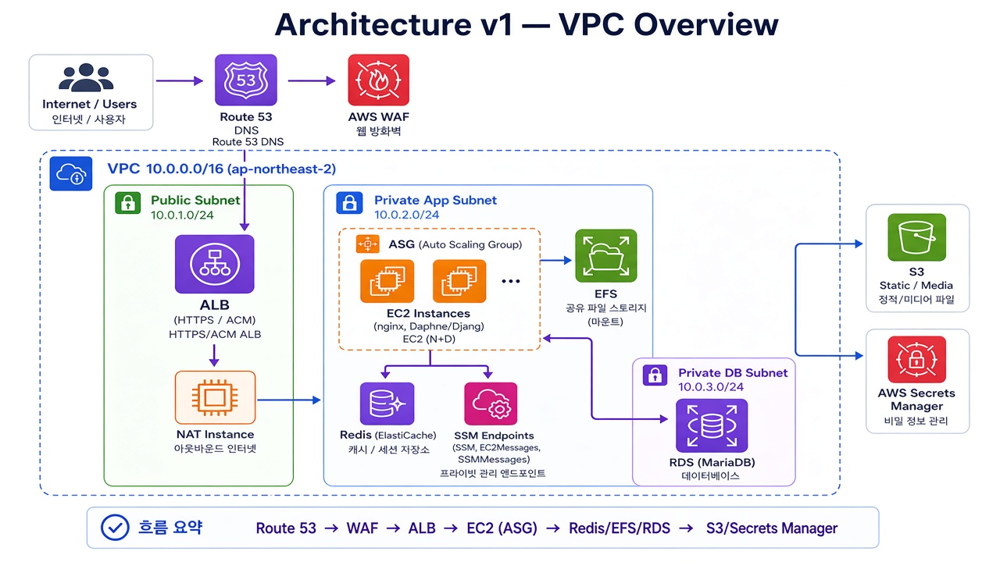 Architecture v1 — VPC Overview
Internet / Users
인터넷 / 사용자
53
Route 53
DNS
Route 53 DNS
AWS WAF
웹 방화벽
VPC 10.0.0.0/16 (ap-northeast-2)
Public Subnet
10.0.1.0/24
ALB
(HTTPS / ACM)
HTTPS/ACM ALB
NAT Instance
아웃바운드 인터넷
Private App Subnet
10.0.2.0/24
ASG (Auto Scaling Group)
...
EC2 Instances
(nginx, Daphne/Djang)
EC2 (N+D)
EFS
공유 파일 스토리지
(마운트)
Redis (ElastiCache)
캐시 / 세션 저장소
SSM Endpoints
(SSM, EC2Messages,
SSMMessages)
프라이빗 관리 엔드포인트
Private DB Subnet
10.0.3.0/24
RDS (MariaDB)
데이터베이스
S3
Static / Media
정적/미디어 파일
AWS Secrets
Manager
비밀 정보 관리
흐름 요약
Route 53 → WAF → ALB → EC2 (ASG) → Redis/EFS/RDS → S3/Secrets Manager